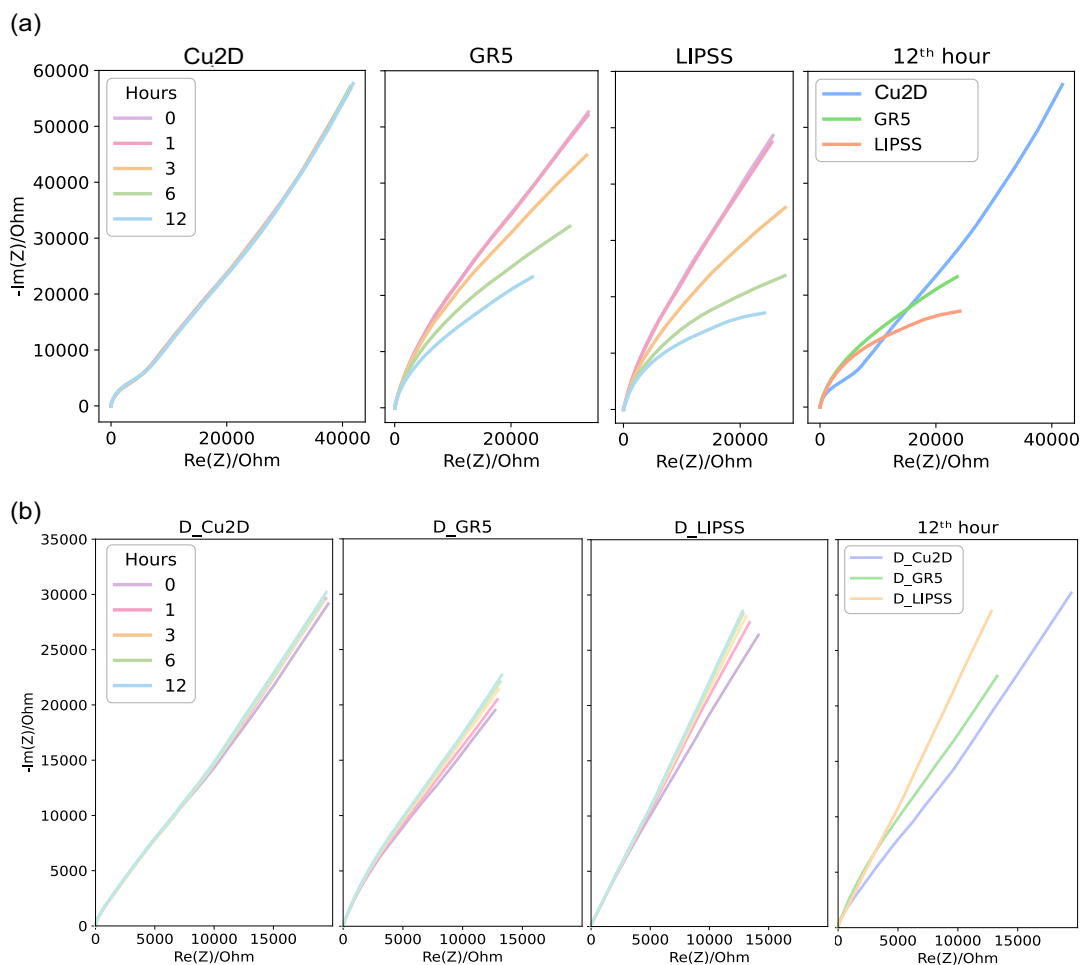 (a)
Cu2D
GR5
LIPSS
12th hour
-Im(Z)/Ohm
60000
50000
40000
30000
20000
10000
0
Hours
0
1
3
6
12
Cu2D
GR5
LIPSS
0
20000
40000
0
20000
0
20000
0
20000
40000
Re(Z)/Ohm
Re(Z)/Ohm
Re(Z)/Ohm
Re(Z)/Ohm
(b)
D_Cu2D
D_GR5
D_LIPSS
12th hour
-Im(Z)/Ohm
35000
30000
25000
20000
15000
10000
5000
0
Hours
0
1
3
6
12
D_Cu2D
D_GR5
D_LIPSS
0
5000
10000
15000
0
5000
10000
15000
0
5000
10000
15000
0
5000
10000
15000
Re(Z)/Ohm
Re(Z)/Ohm
Re(Z)/Ohm
Re(Z)/Ohm